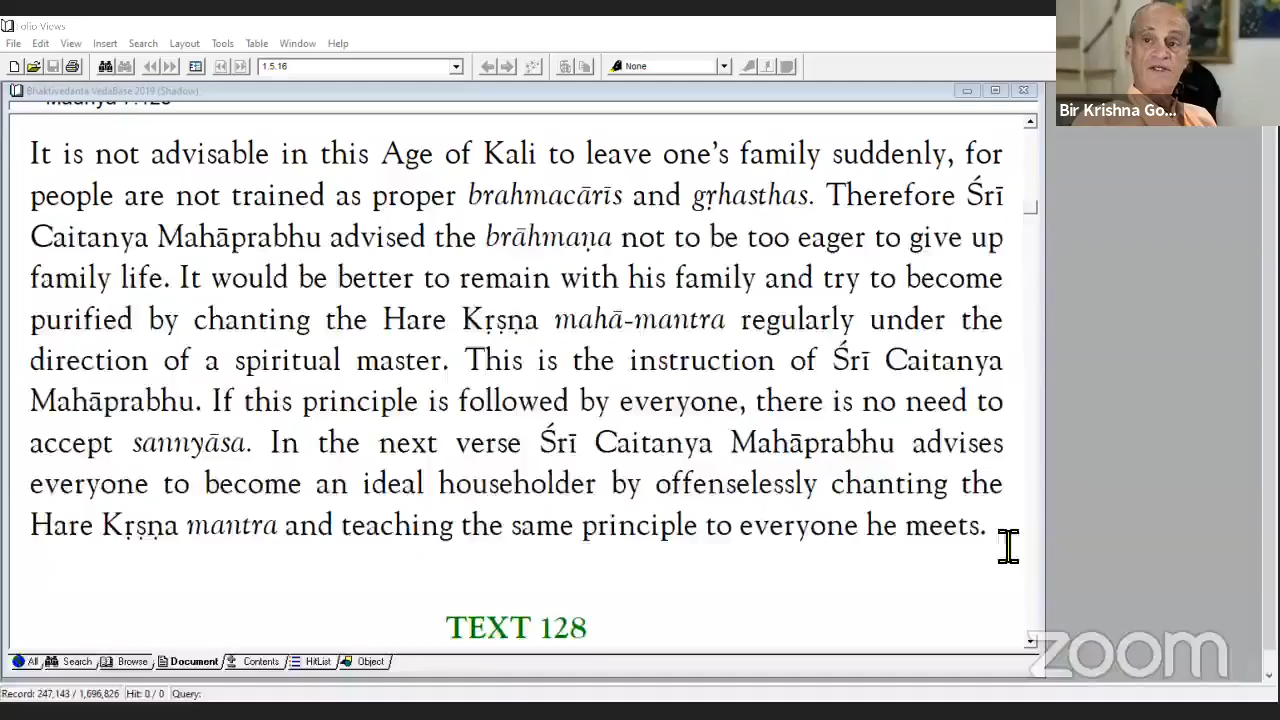 Folio Views
File Edit View Insert Search Layout Tools Table Window Help
1.5.16
None
Bhaktivedanta VedaBase 2019 (Shadow)
It is not advisable in this Age of Kali to leave one's family suddenly, for
people are not trained as proper brahmacārīs and gṛhasthas. Therefore Śrī
Caitanya Mahāprabhu advised the brāhmaṇa not to be too eager to give up
family life. It would be better to remain with his family and try to become
purified by chanting the Hare Kṛṣṇa mahā-mantra regularly under the
direction of a spiritual master. This is the instruction of Śrī Caitanya
Mahāprabhu. If this principle is followed by everyone, there is no need to
accept sannyāsa. In the next verse Śrī Caitanya Mahāprabhu advises
everyone to become an ideal householder by offenselessly chanting the
Hare Kṛṣṇa mantra and teaching the same principle to everyone he meets.
TEXT 128
All Search Browse Document Contents HitList Object
Record: 247,143 / 1,696,826 Hit: 0 / 0 Query:
Bir Krishna Go...
zoom